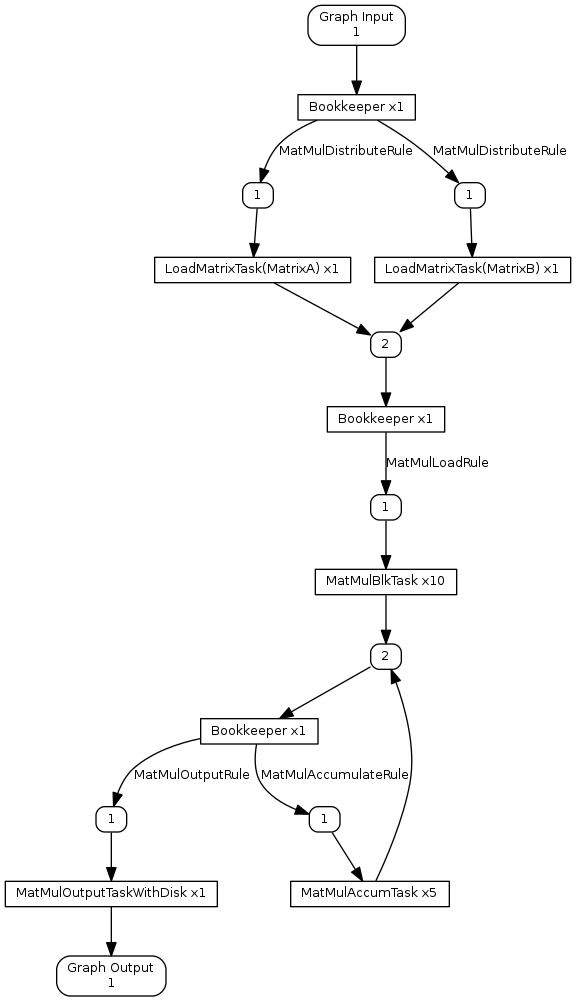 Graph Input
1
Bookkeeper x1
MatMulDistributeRule
MatMulDistributeRule
1
1
LoadMatrixTask(MatrixA) x1
LoadMatrixTask(MatrixB) x1
2
Bookkeeper x1
MatMulLoadRule
1
MatMulBlkTask x10
2
Bookkeeper x1
MatMulOutputRule
MatMulAccumulateRule
1
1
MatMulOutputTaskWithDisk x1
MatMulAccumTask x5
Graph Output
1